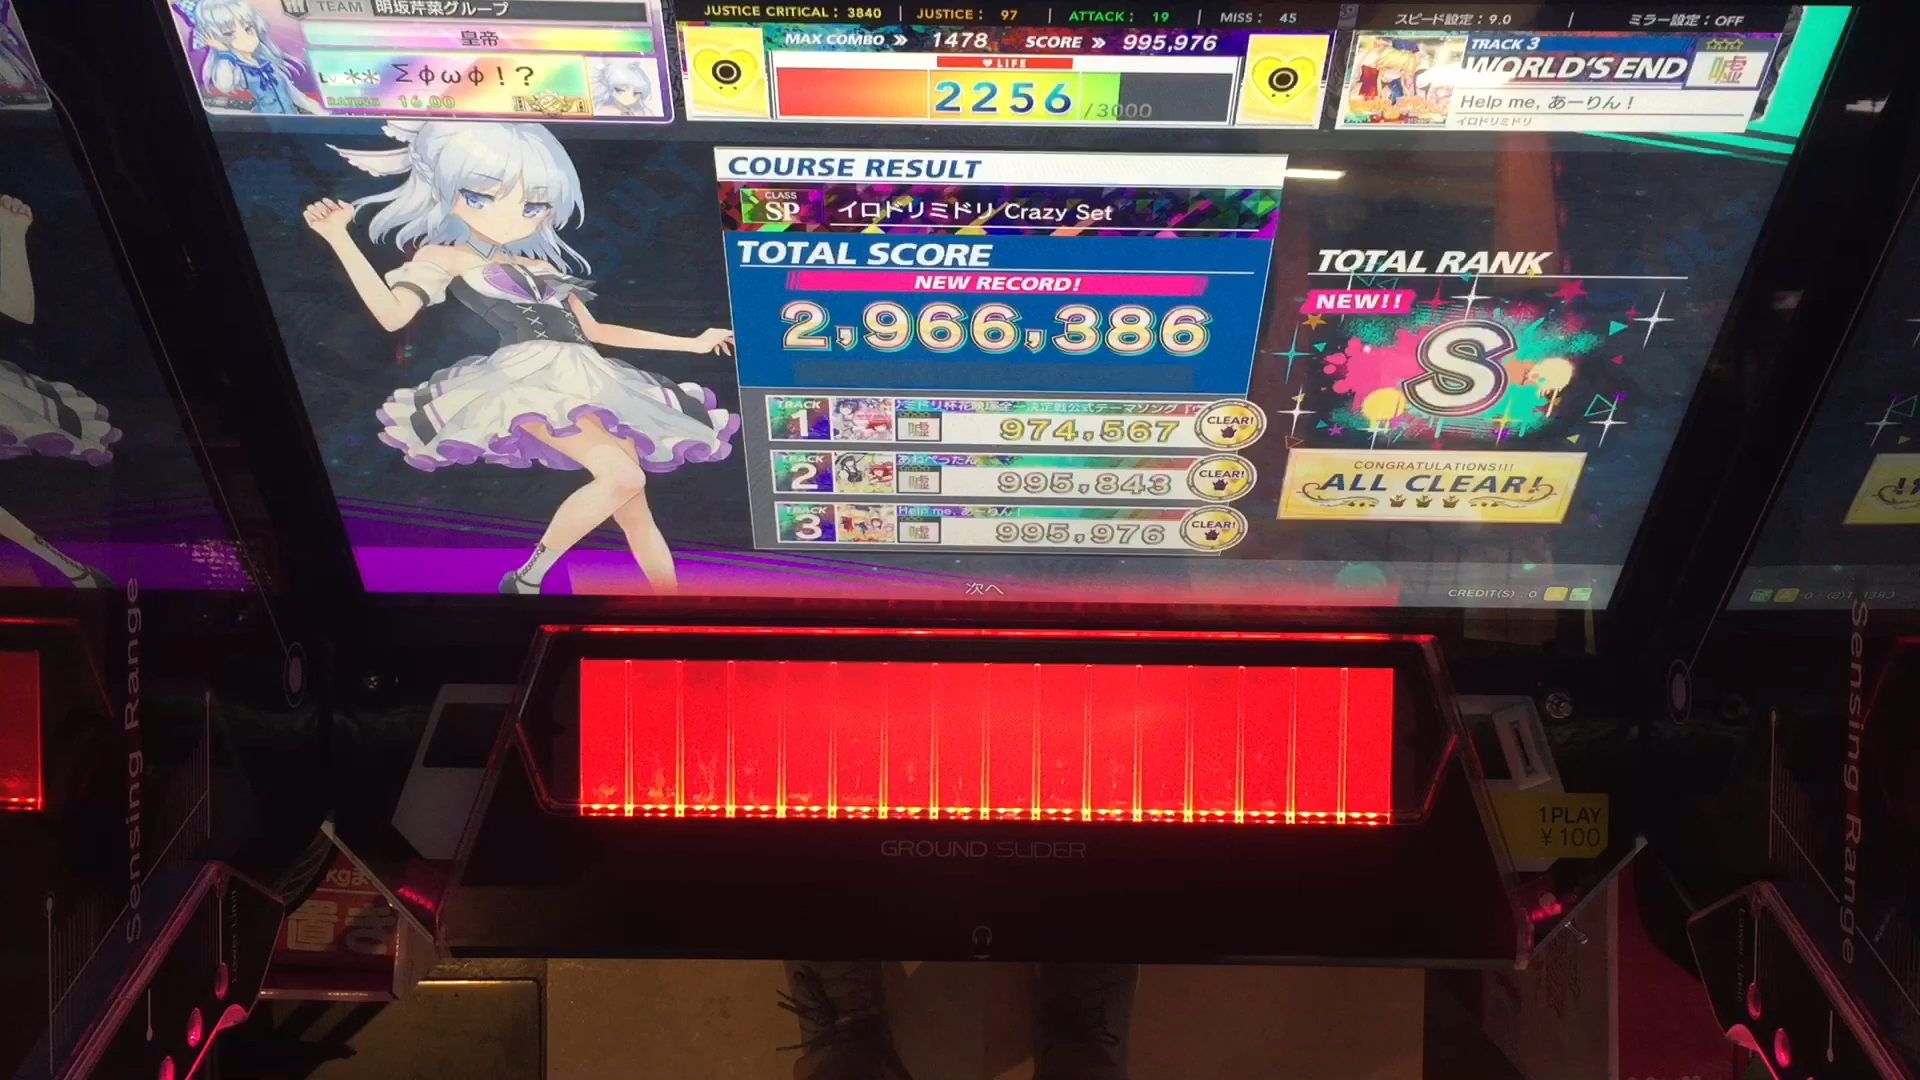 TEAM 明坂芹菜グループ
皇帝
Lv ** Σφωφ！？
RATING 16.00
JUSTICE CRITICAL : 3840 | JUSTICE : 97 | ATTACK : 19 | MISS : 45
MAX COMBO » 1478 SCORE » 995,976
♥LIFE
2256 /3000
スピード設定 : 9.0 | ミラー設定 : OFF
TRACK 3
WORLD'S END 嘘
Help me, あーりん！
イロドリミドリ
COURSE RESULT
CLASS SP イロドリミドリ Crazy Set
TOTAL SCORE
NEW RECORD!
2,966,386
TRACK 1 嘘 974,567 CLEAR!
TRACK 2 あねぺったん 嘘 995,843 CLEAR!
TRACK 3 Help me, あーりん！ 嘘 995,976 CLEAR!
TOTAL RANK
NEW!!
S
CONGRATULATIONS!!!
ALL CLEAR!
次へ
CREDIT(S) : 0
Sensing Range
Sensing Range
1PLAY
¥100
GROUND SLIDER
置き
Lower Limit